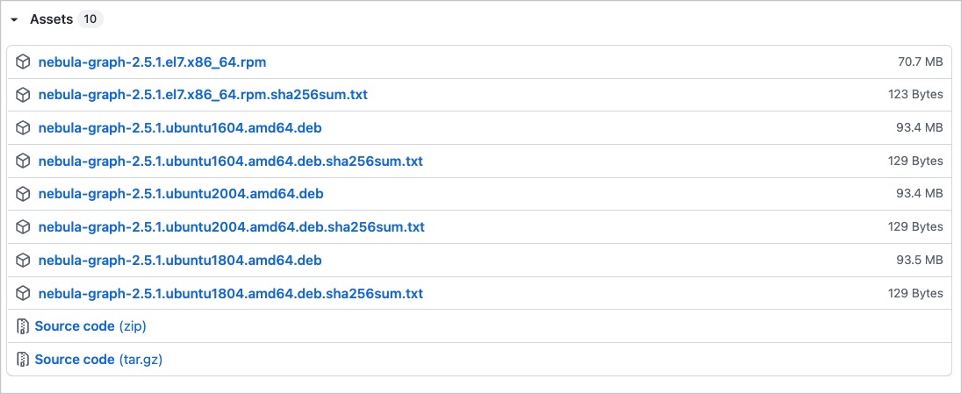 Assets 10
nebula-graph-2.5.1.el7.x86_64.rpm 70.7 MB
nebula-graph-2.5.1.el7.x86_64.rpm.sha256sum.txt 123 Bytes
nebula-graph-2.5.1.ubuntu1604.amd64.deb 93.4 MB
nebula-graph-2.5.1.ubuntu1604.amd64.deb.sha256sum.txt 129 Bytes
nebula-graph-2.5.1.ubuntu2004.amd64.deb 93.4 MB
nebula-graph-2.5.1.ubuntu2004.amd64.deb.sha256sum.txt 129 Bytes
nebula-graph-2.5.1.ubuntu1804.amd64.deb 93.5 MB
nebula-graph-2.5.1.ubuntu1804.amd64.deb.sha256sum.txt 129 Bytes
Source code (zip)
Source code (tar.gz)